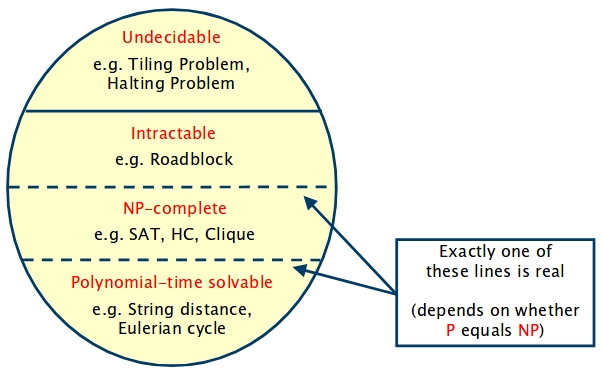 Undecidable
e.g. Tiling Problem,
Halting Problem
Intractable
e.g. Roadblock
NP-complete
e.g. SAT, HC, Clique
Polynomial-time solvable
e.g. String distance,
Eulerian cycle
Exactly one of
these lines is real
(depends on whether
P equals NP)